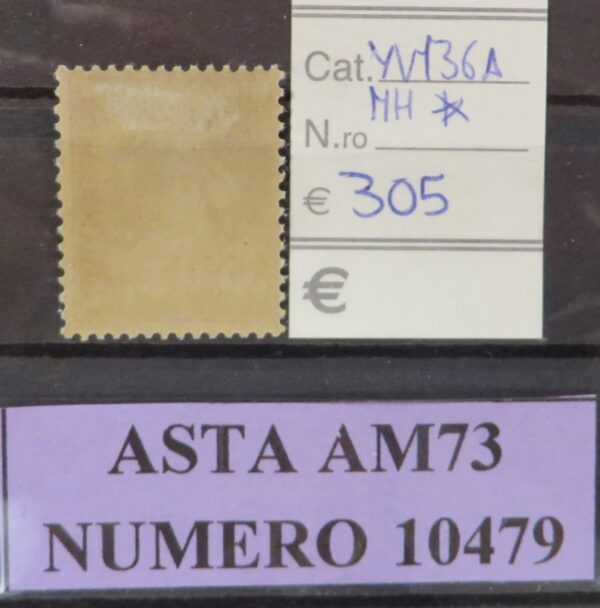 Cat. YV136A
MH *
N.ro
€ 305
€
ASTA AM73
NUMERO 10479